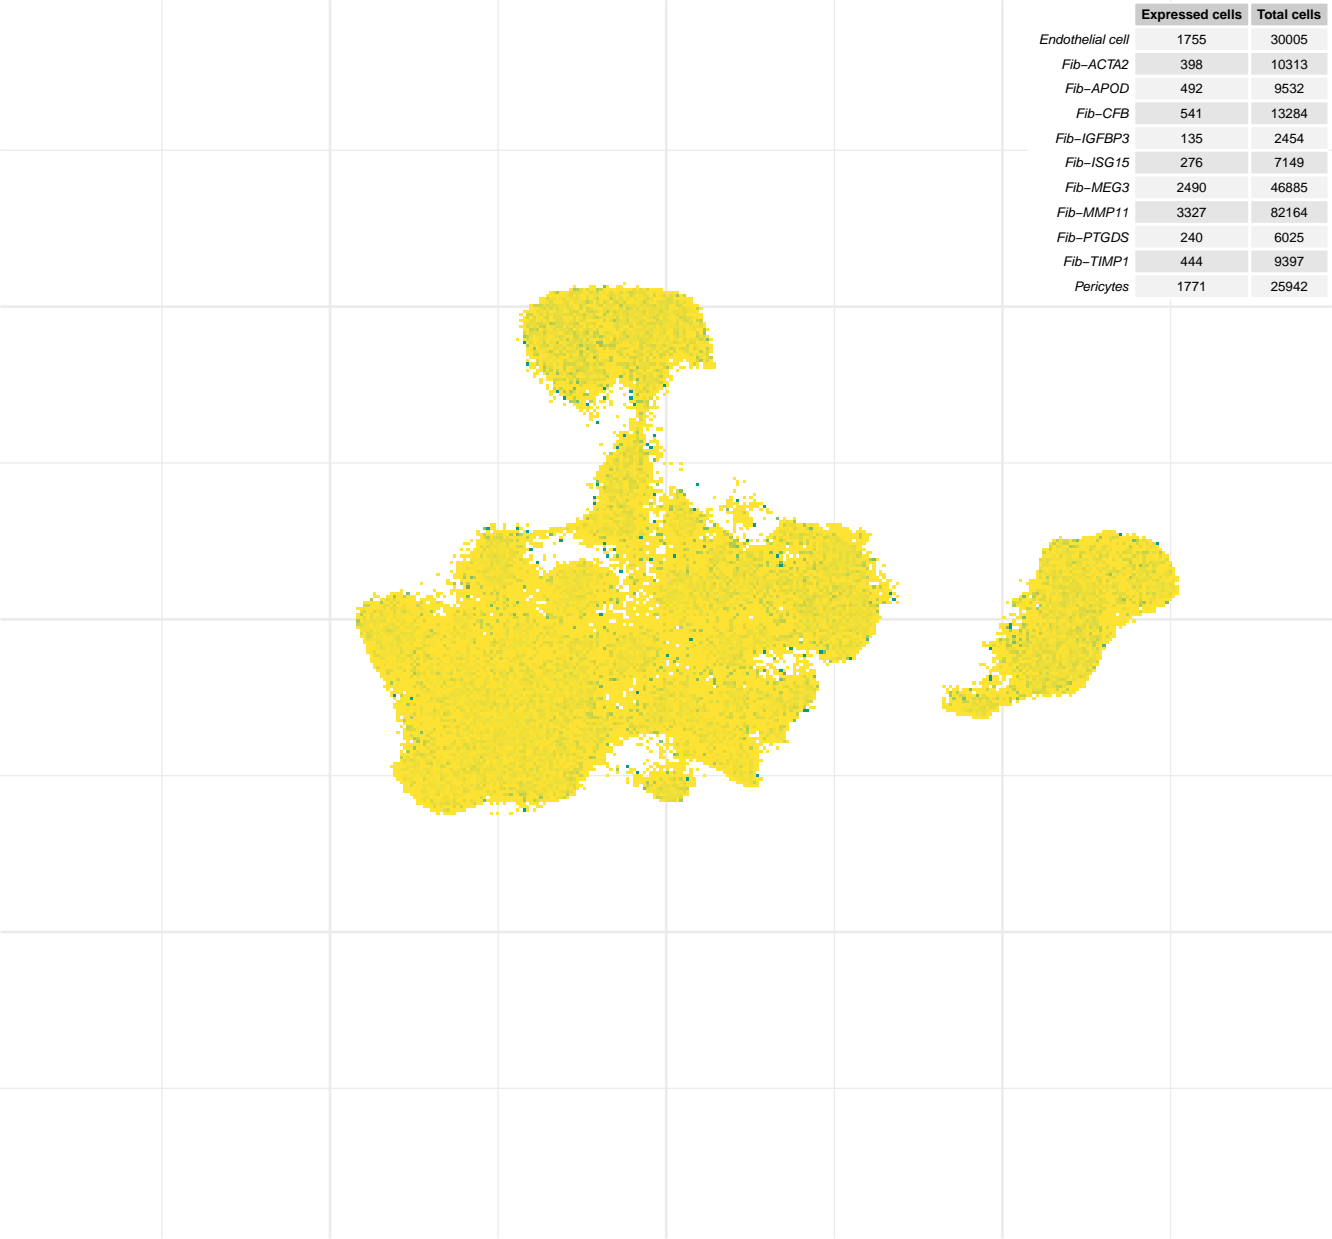 Expressed cells Total cells
Endothelial cell 1755 30005
Fib−ACTA2 398 10313
Fib−APOD 492 9532
Fib−CFB 541 13284
Fib−IGFBP3 135 2454
Fib−ISG15 276 7149
Fib−MEG3 2490 46885
Fib−MMP11 3327 82164
Fib−PTGDS 240 6025
Fib−TIMP1 444 9397
Pericytes 1771 25942